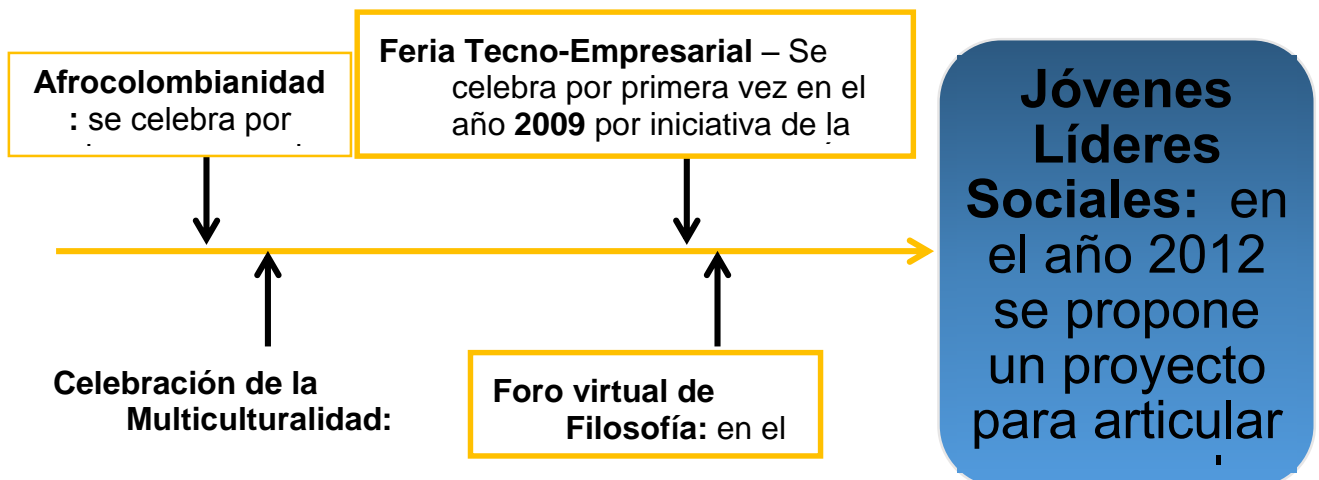 Afrocolombianidad
: se celebra por
Feria Tecno-Empresarial – Se
celebra por primera vez en el
año 2009 por iniciativa de la
Jóvenes
Líderes
Sociales: en
el año 2012
se propone
un proyecto
para articular
Celebración de la
Multiculturalidad:
Foro virtual de
Filosofía: en el